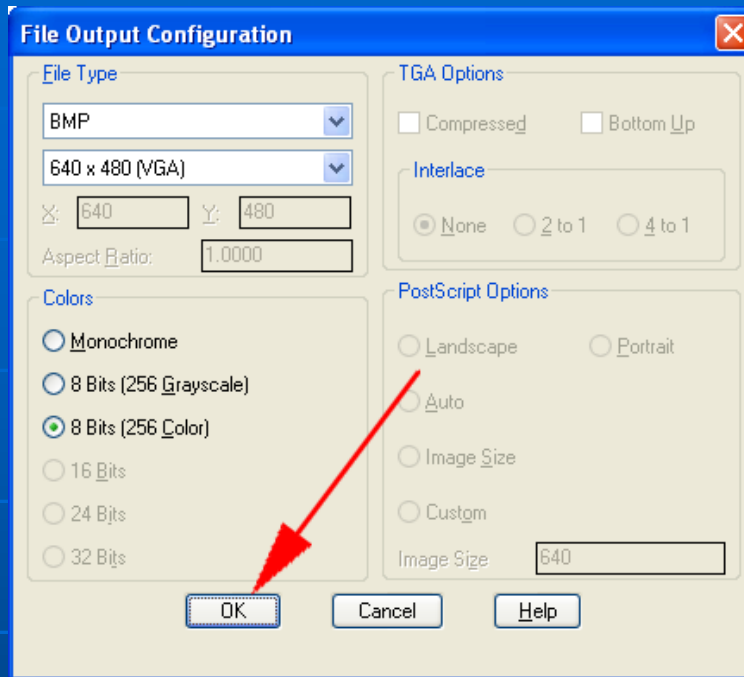 File Output Configuration
File Type
BMP
640 x 480 (VGA)
X: 640 Y: 480
Aspect Ratio: 1.0000
Colors
Monochrome
8 Bits (256 Grayscale)
8 Bits (256 Color)
16 Bits
24 Bits
32 Bits
TGA Options
Compressed Bottom Up
Interlace
None 2 to 1 4 to 1
PostScript Options
Landscape Portrait
Auto
Image Size
Custom
Image Size 640
OK Cancel Help